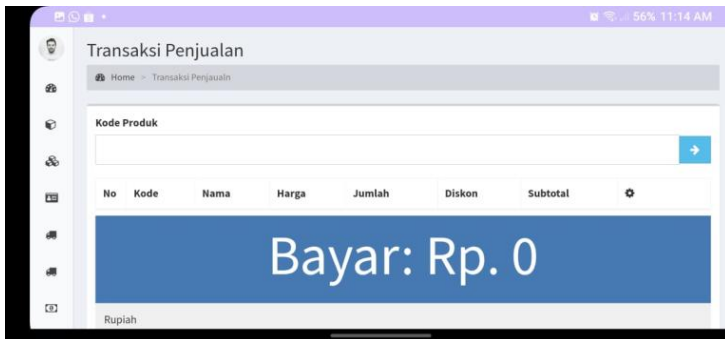 56% 11:14 AM
Transaksi Penjualan
Home > Transaksi Penjaualn
Kode Produk
No Kode Nama Harga Jumlah Diskon Subtotal
Bayar: Rp. 0
Rupiah